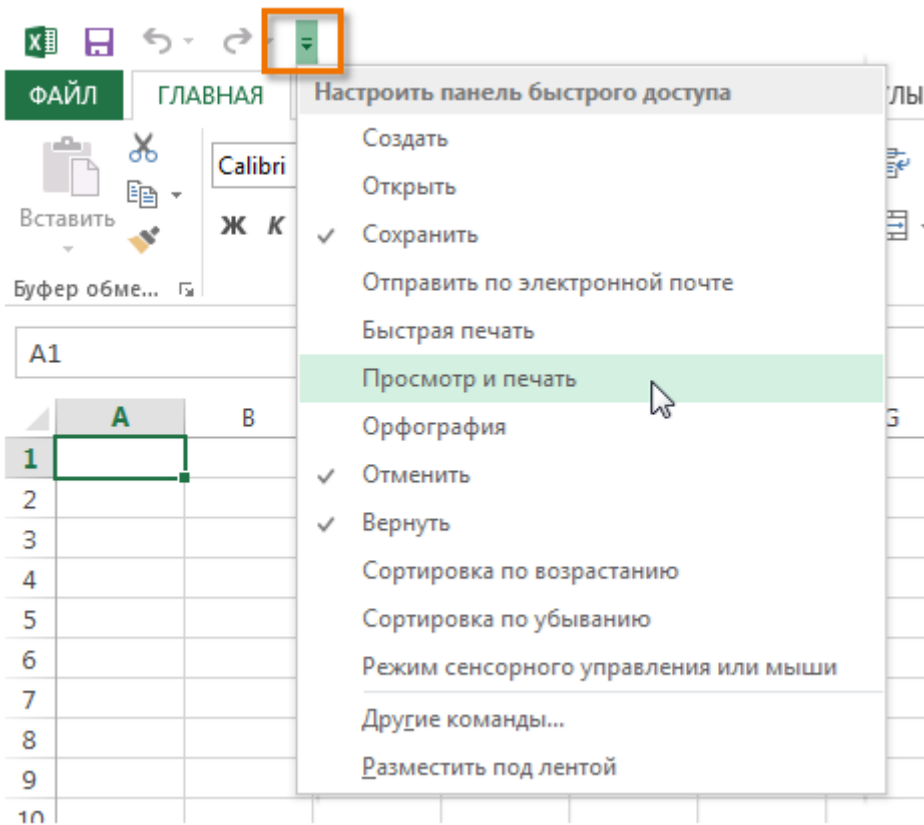 ФАЙЛ ГЛАВНАЯ
Настроить панель быстрого доступа
Создать
Открыть
Сохранить
Отправить по электронной почте
Быстрая печать
Просмотр и печать
Орфография
Отменить
Вернуть
Сортировка по возрастанию
Сортировка по убыванию
Режим сенсорного управления или мыши
Другие команды...
Разместить под лентой
Calibri
Вставить
Ж К
Буфер обме...
A1
A B G
1
2
3
4
5
6
7
8
9
10